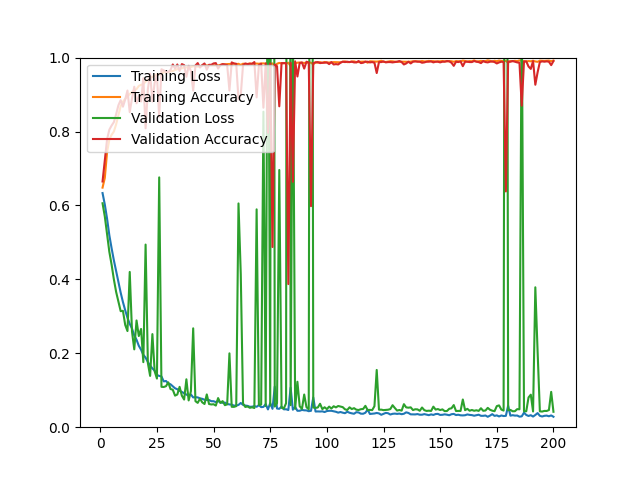 1.0
0.8
0.6
0.4
0.2
0.0
0 25 50 75 100 125 150 175 200
Training Loss
Training Accuracy
Validation Loss
Validation Accuracy